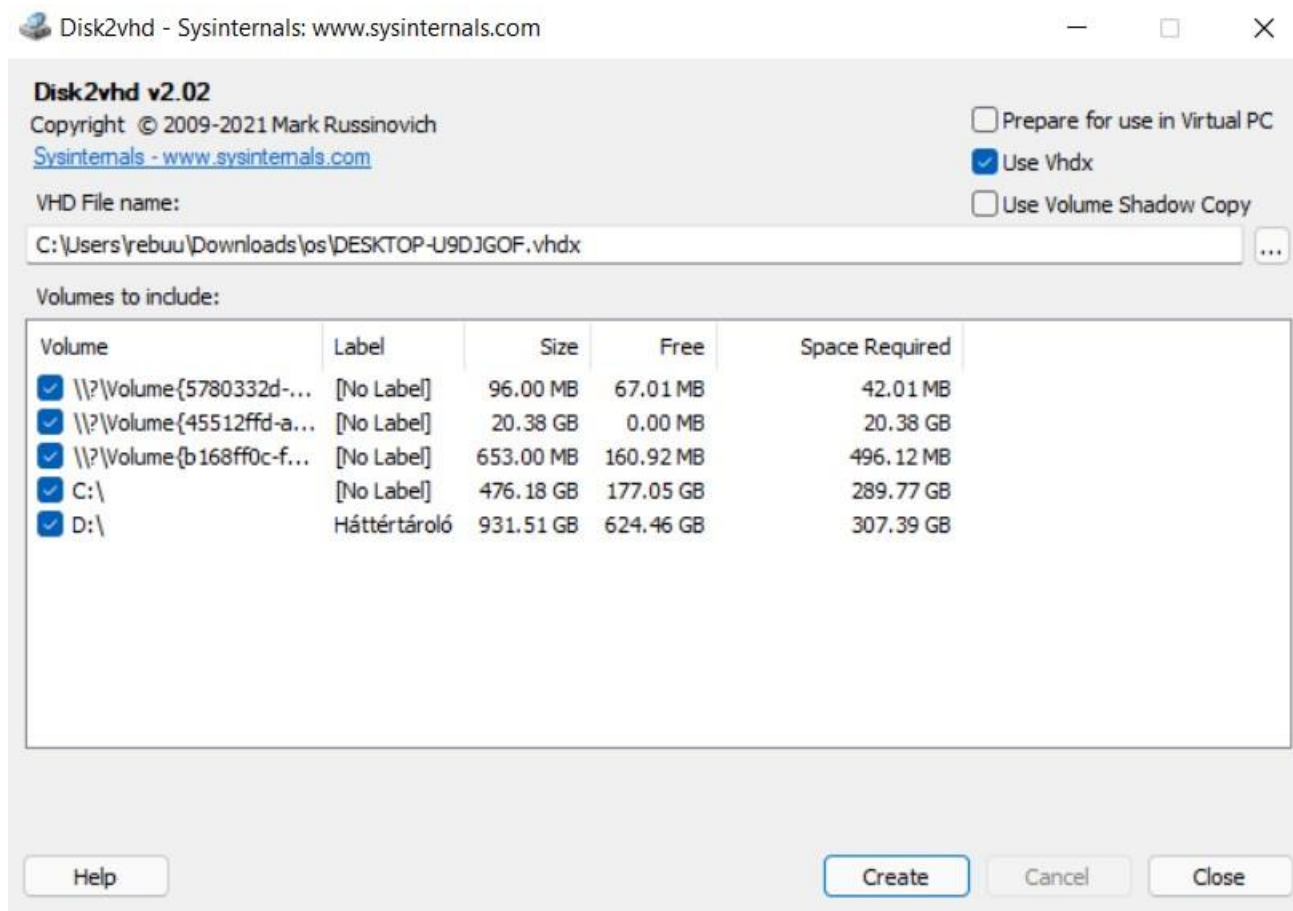 Disk2vhd - Sysinternals: www.sysinternals.com
Disk2vhd v2.02
Copyright © 2009-2021 Mark Russinovich
Sysinternals - www.sysinternals.com
Prepare for use in Virtual PC
Use Vhdx
Use Volume Shadow Copy
VHD File name:
C:\Users\rebuu\Downloads\os\DESKTOP-U9DJGOF.vhdx
...
Volumes to include:
Volume Label Size Free Space Required
\\?\Volume{5780332d-... [No Label] 96.00 MB 67.01 MB 42.01 MB
\\?\Volume{45512ffd-a... [No Label] 20.38 GB 0.00 MB 20.38 GB
\\?\Volume{b168ff0c-f... [No Label] 653.00 MB 160.92 MB 496.12 MB
C:\ [No Label] 476.18 GB 177.05 GB 289.77 GB
D:\ Háttértároló 931.51 GB 624.46 GB 307.39 GB
Help Create Cancel Close